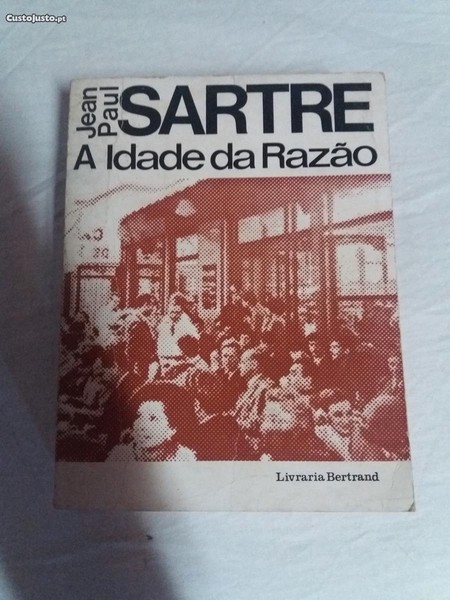 CustoJusto.pt
Jean Paul SARTRE
A Idade da Razão
Livraria Bertrand